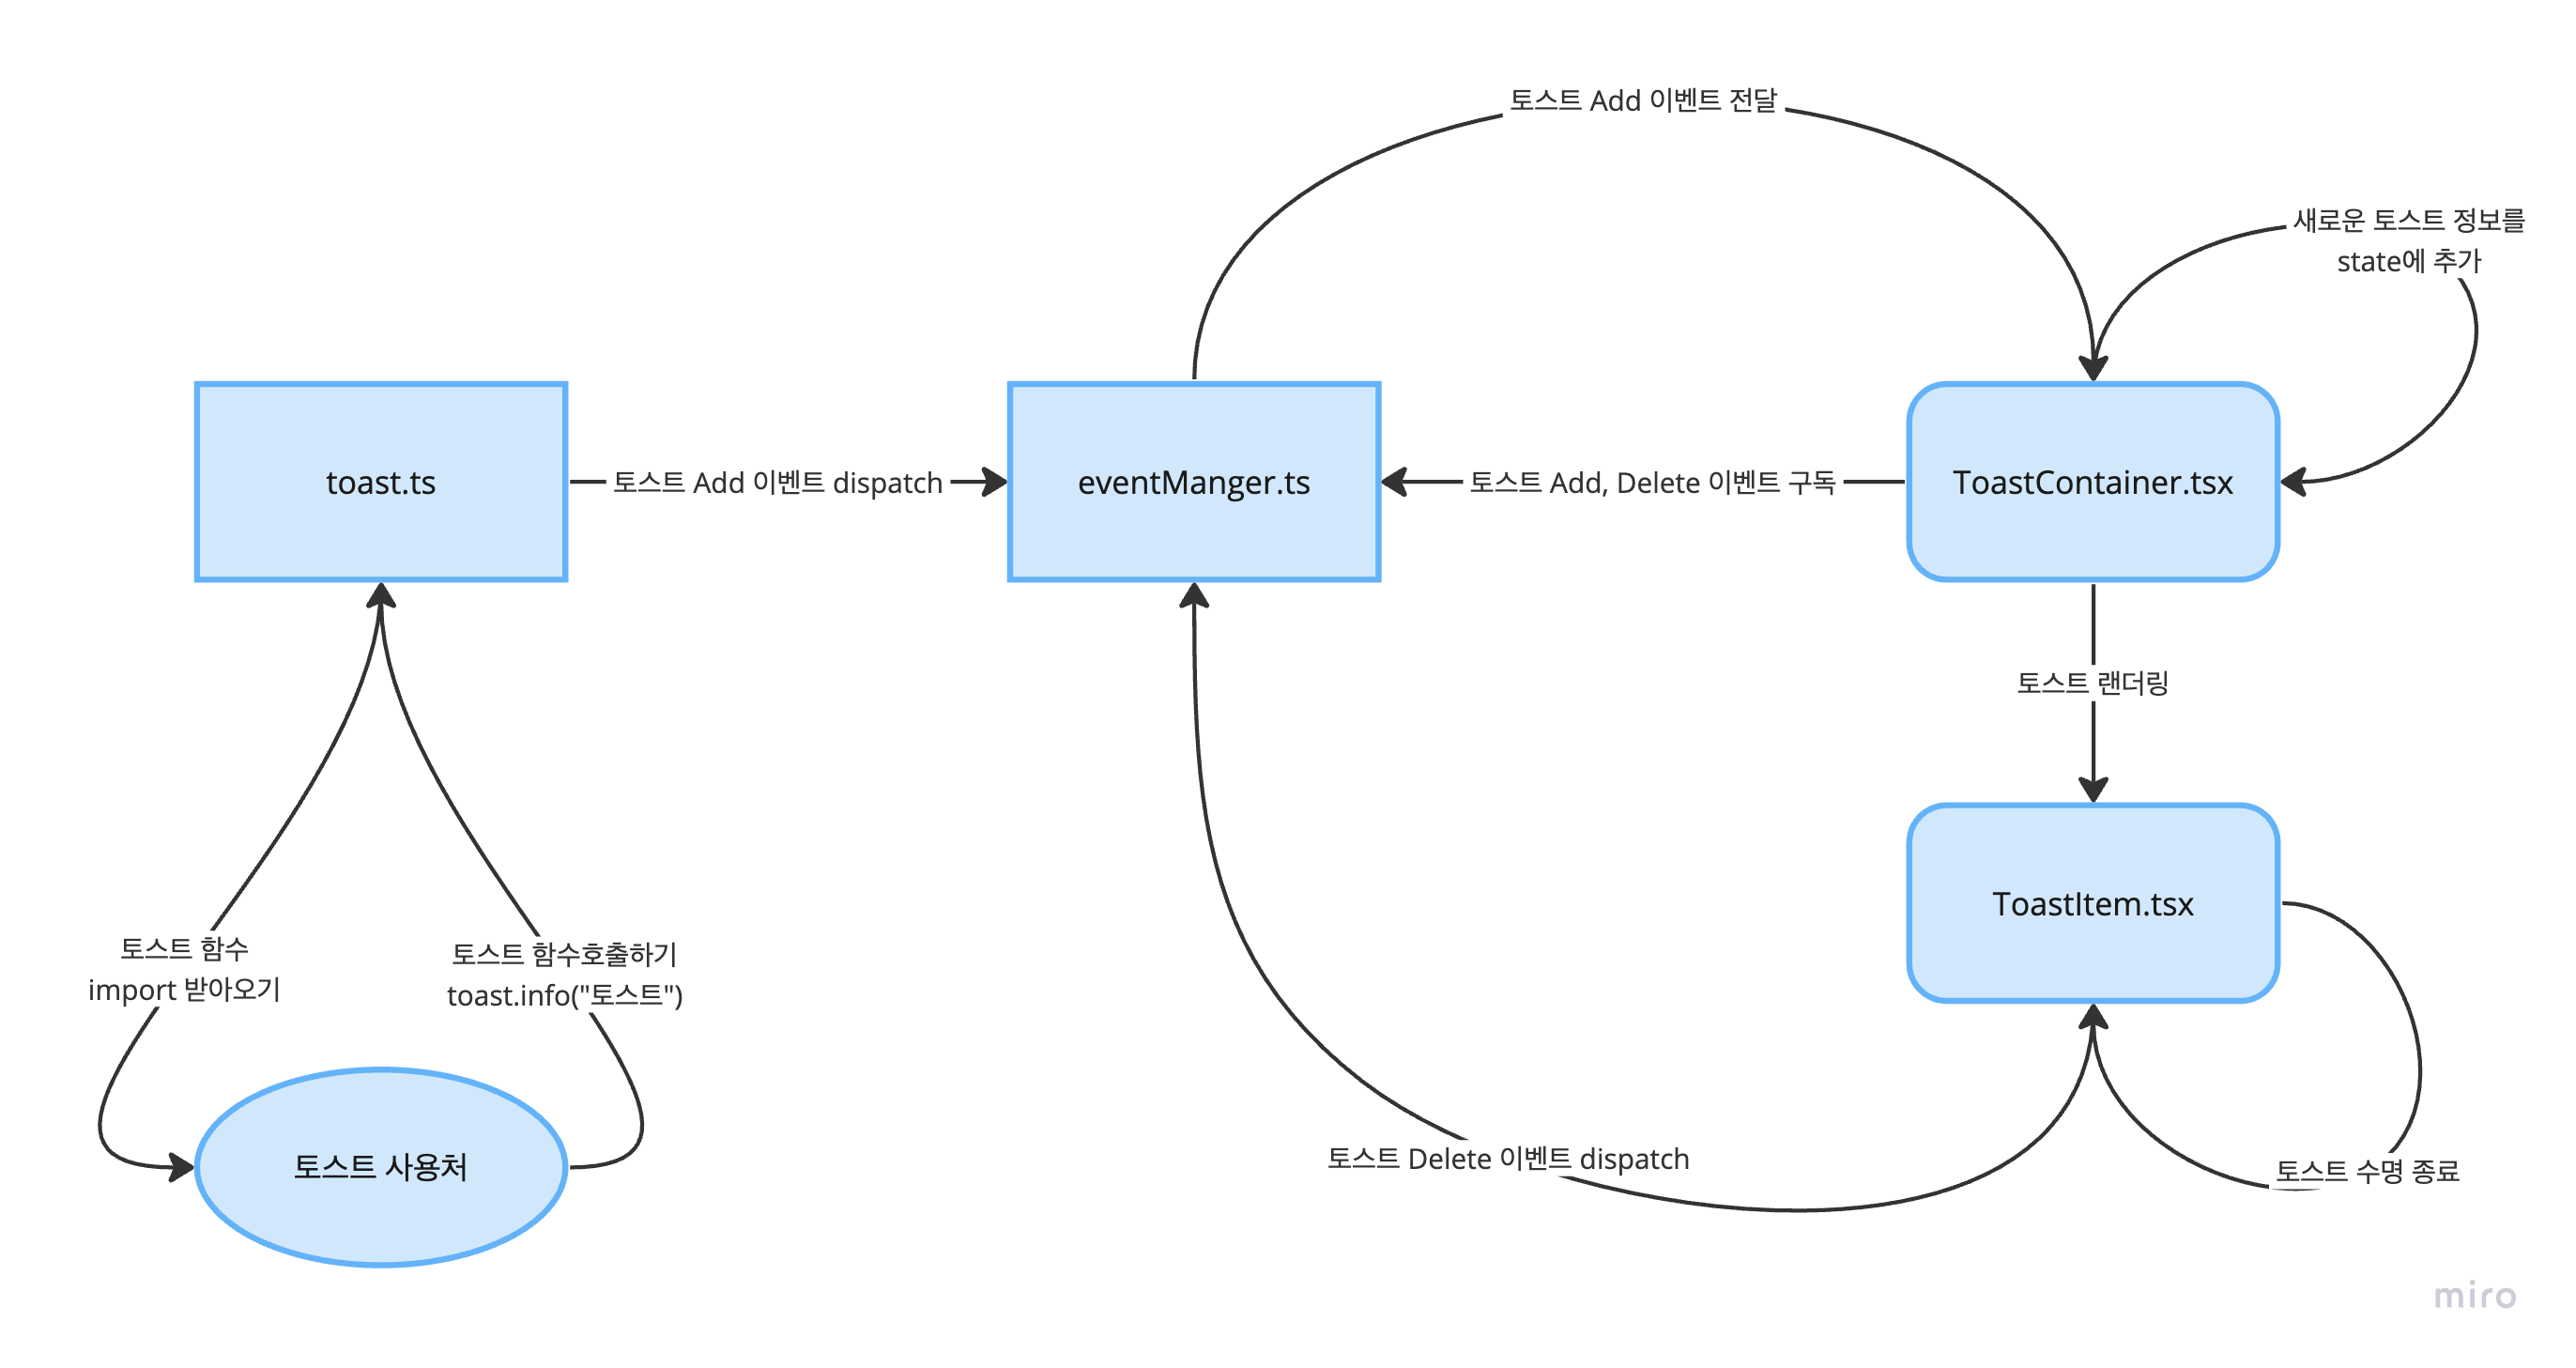 토스트 Add 이벤트 전달
새로운 토스트 정보를
state에 추가
toast.ts
토스트 Add 이벤트 dispatch
eventManger.ts
토스트 Add, Delete 이벤트 구독
ToastContainer.tsx
토스트 랜더링
ToastItem.tsx
토스트 함수
import 받아오기
토스트 함수호출하기
toast.info("토스트")
토스트 사용처
토스트 Delete 이벤트 dispatch
토스트 수명 종료
miro